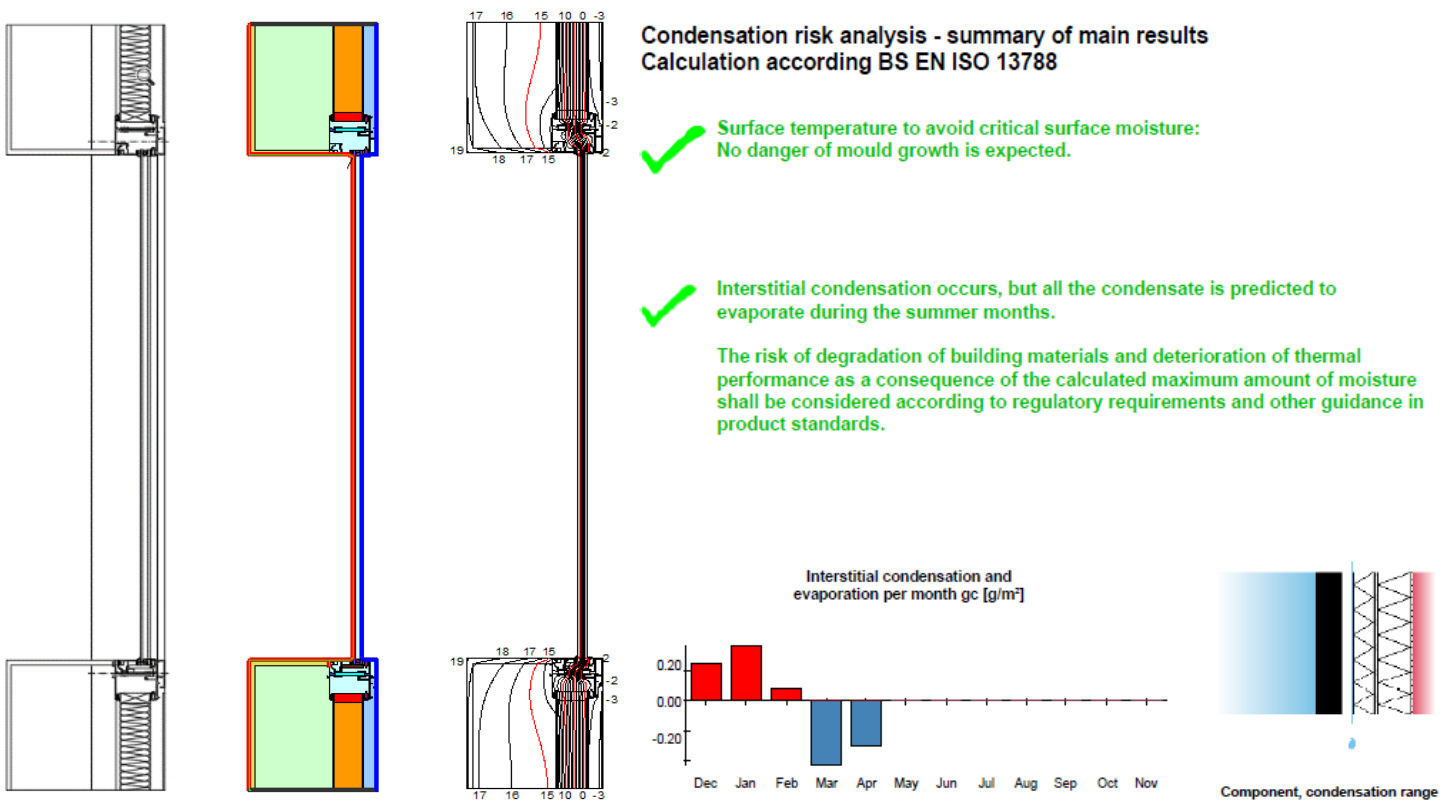 17 16 15 10 0 -3
-3
-2
2
19 18 17 15
Condensation risk analysis - summary of main results
Calculation according BS EN ISO 13788
Surface temperature to avoid critical surface moisture:
No danger of mould growth is expected.
Interstitial condensation occurs, but all the condensate is predicted to
evaporate during the summer months.
The risk of degradation of building materials and deterioration of thermal
performance as a consequence of the calculated maximum amount of moisture
shall be considered according to regulatory requirements and other guidance in
product standards.
19 18 17 15
2
-2
-3
17 16 15 10 0 -3
Interstitial condensation and
evaporation per month gc [g/m²]
0.20
0.00
-0.20
Dec Jan Feb Mar Apr May Jun Jul Aug Sep Oct Nov
Component, condensation range